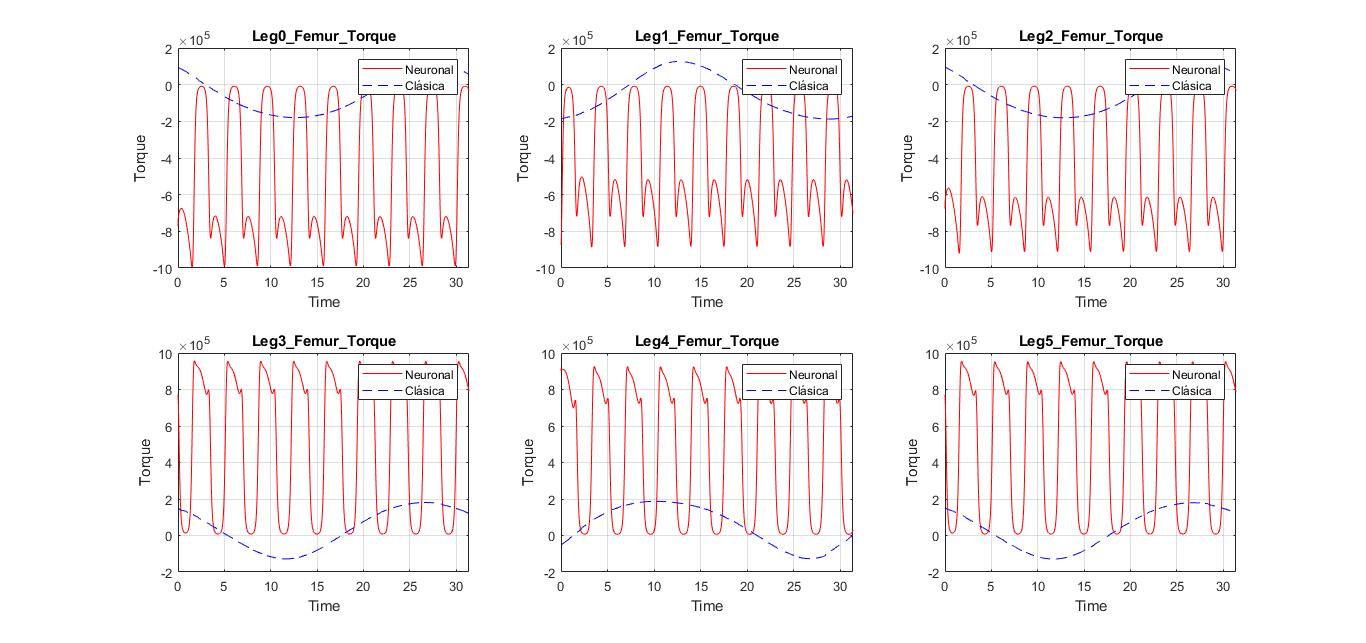 Leg0_Femur_Torque
×10^5
2
0
-2
-4
-6
-8
-10
Torque
0 5 10 15 20 25 30
Time
Neuronal
Clásica
Leg1_Femur_Torque
×10^5
2
0
-2
-4
-6
-8
-10
Torque
0 5 10 15 20 25 30
Time
Neuronal
Clásica
Leg2_Femur_Torque
×10^5
2
0
-2
-4
-6
-8
-10
Torque
0 5 10 15 20 25 30
Time
Neuronal
Clásica
Leg3_Femur_Torque
×10^5
10
8
6
4
2
0
-2
Torque
0 5 10 15 20 25 30
Time
Neuronal
Clásica
Leg4_Femur_Torque
×10^5
10
8
6
4
2
0
-2
Torque
0 5 10 15 20 25 30
Time
Neuronal
Clásica
Leg5_Femur_Torque
×10^5
10
8
6
4
2
0
-2
Torque
0 5 10 15 20 25 30
Time
Neuronal
Clásica